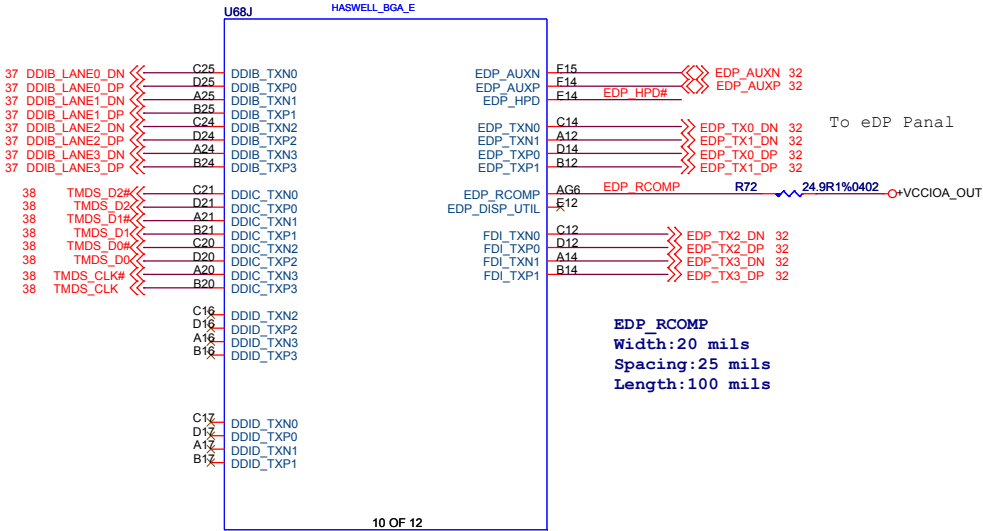 U68J HASWELL_BGA_E
37 DDIB_LANE0_DN C25 DDIB_TXN0
37 DDIB_LANE0_DP D25 DDIB_TXP0
37 DDIB_LANE1_DN A25 DDIB_TXN1
37 DDIB_LANE1_DP B25 DDIB_TXP1
37 DDIB_LANE2_DN C24 DDIB_TXN2
37 DDIB_LANE2_DP D24 DDIB_TXP2
37 DDIB_LANE3_DN A24 DDIB_TXN3
37 DDIB_LANE3_DP B24 DDIB_TXP3
38 TMDS_D2# C21 DDIC_TXN0
38 TMDS_D2 D21 DDIC_TXP0
38 TMDS_D1# A21 DDIC_TXN1
38 TMDS_D1 B21 DDIC_TXP1
38 TMDS_D0# C20 DDIC_TXN2
38 TMDS_D0 D20 DDIC_TXP2
38 TMDS_CLK# A20 DDIC_TXN3
38 TMDS_CLK B20 DDIC_TXP3
C16 DDID_TXN2
D16 DDID_TXP2
A16 DDID_TXN3
B16 DDID_TXP3
C17 DDID_TXN0
D17 DDID_TXP0
A17 DDID_TXN1
B17 DDID_TXP1
EDP_AUXN F15 EDP_AUXN 32
EDP_AUXP F14 EDP_AUXP 32
EDP_HPD E14 EDP_HPD#
EDP_TXN0 C14 EDP_TX0_DN 32
EDP_TXN1 A12 EDP_TX1_DN 32
EDP_TXP0 D14 EDP_TX0_DP 32
EDP_TXP1 B12 EDP_TX1_DP 32
To eDP Panal
EDP_RCOMP AG6 EDP_RCOMP R72 24.9R1%0402 +VCCIOA_OUT
EDP_DISP_UTIL E12
FDI_TXN0 C12 EDP_TX2_DN 32
FDI_TXP0 D12 EDP_TX2_DP 32
FDI_TXN1 A14 EDP_TX3_DN 32
FDI_TXP1 B14 EDP_TX3_DP 32
EDP_RCOMP
Width:20 mils
Spacing:25 mils
Length:100 mils
10 OF 12